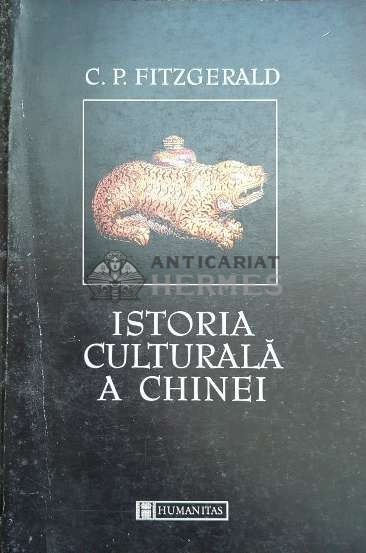 C. P. FITZGERALD
ANTICARIAT
HERMES
ISTORIA
CULTURALĂ
A CHINEI
H HUMANITAS